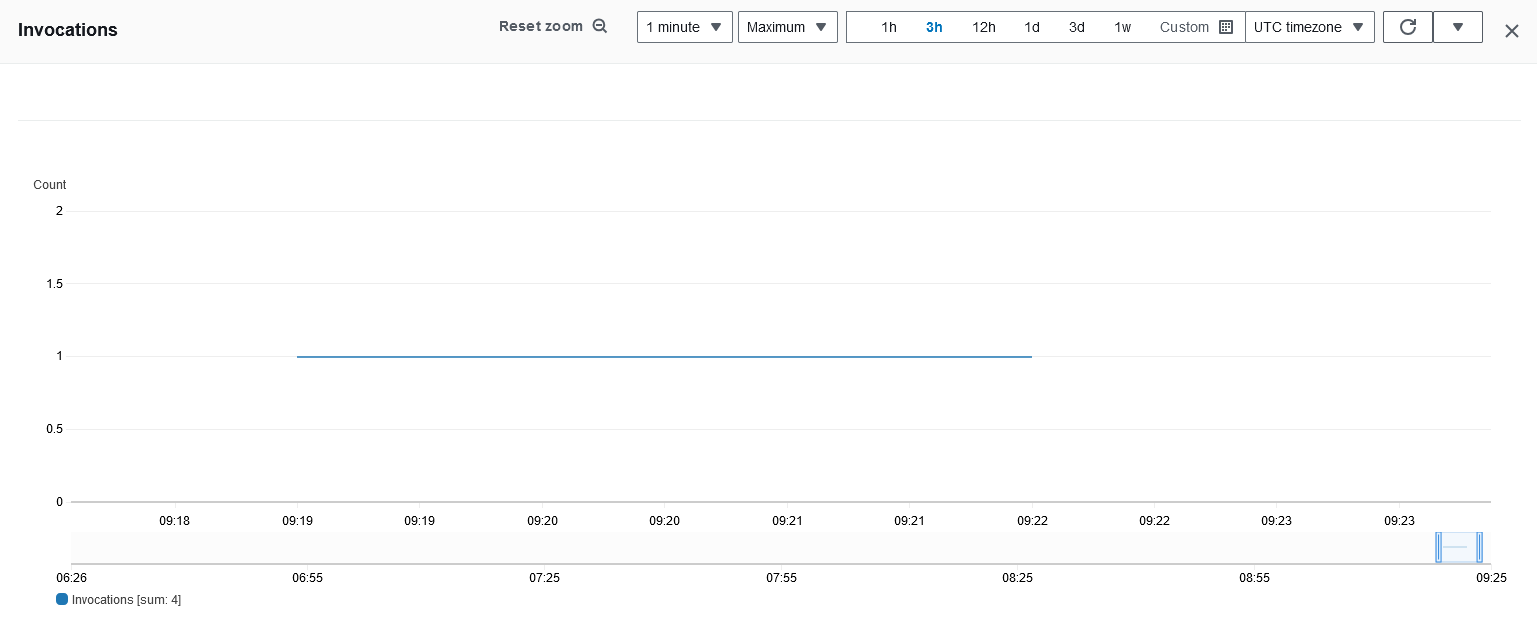 Invocations
Reset zoom
1 minute
Maximum
1h 3h 12h 1d 3d 1w Custom
UTC timezone
Count
2
1.5
1
0.5
0
09:18 09:19 09:19 09:20 09:20 09:21 09:21 09:22 09:22 09:23 09:23
06:26 06:55 07:25 07:55 08:25 08:55 09:25
Invocations [sum: 4]